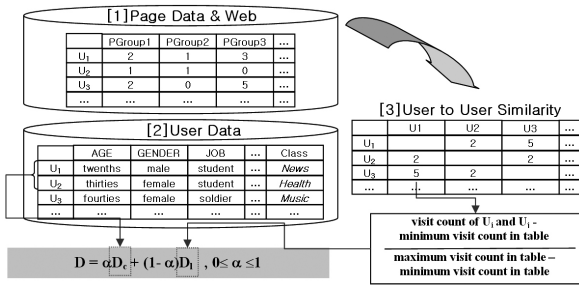 [1]Page Data & Web
PGroup1 PGroup2 PGroup3 ...
U1 2 1 3
U2 1 1 0
U3 2 0 5
... ... ... ... ...
[2]User Data
AGE GENDER JOB ... Class
U1 twenths male student ... News
U2 thirties female student ... Health
U3 fourties female soldier ... Music
... ... ... ...
[3]User to User Similarity
U1 U2 U3 ...
U1 2 5
U2 2 2
U3 5 2
... ... ... ... ...
visit count of Ui and Ui -
minimum visit count in table
maximum visit count in table –
minimum visit count in table
D = αDc + (1- α)Dl , 0≤ α ≤1